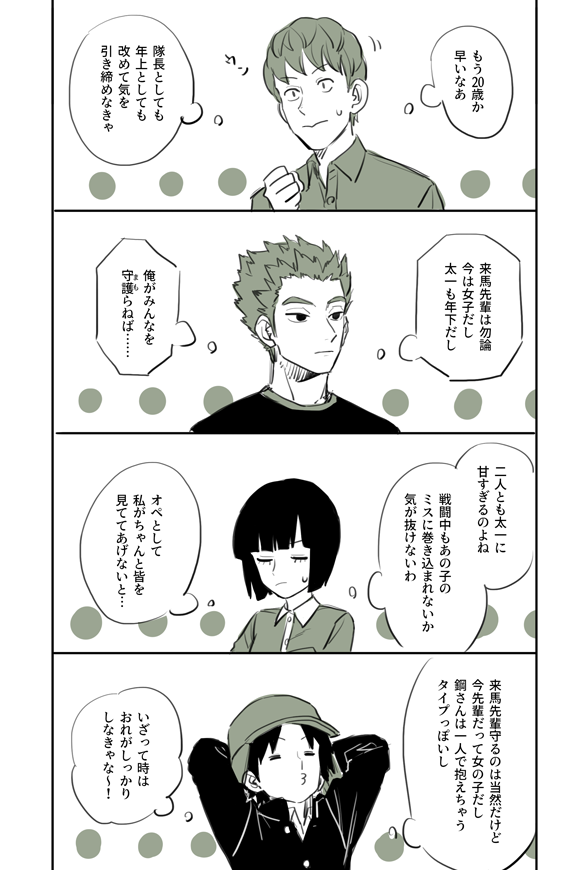 もう20歳か
早いなあ
隊長としても
年上としても
改めて気を
引き締めなきゃ
来馬先輩は勿論
今は女子だし
太一も年下だし
俺がみんなを
守護らねば……
まも
二人とも太一に
甘すぎるのよね
戦闘中もあの子の
ミスに巻き込まれないか
気が抜けないわ
オペとして
私がちゃんと皆を
見ててあげないと…
来馬先輩守るのは当然だけど
今先輩だって女の子だし
鋼さんは一人で抱えちゃう
タイプっぽいし
いざって時は
おれがしっかり
しなきゃな～！